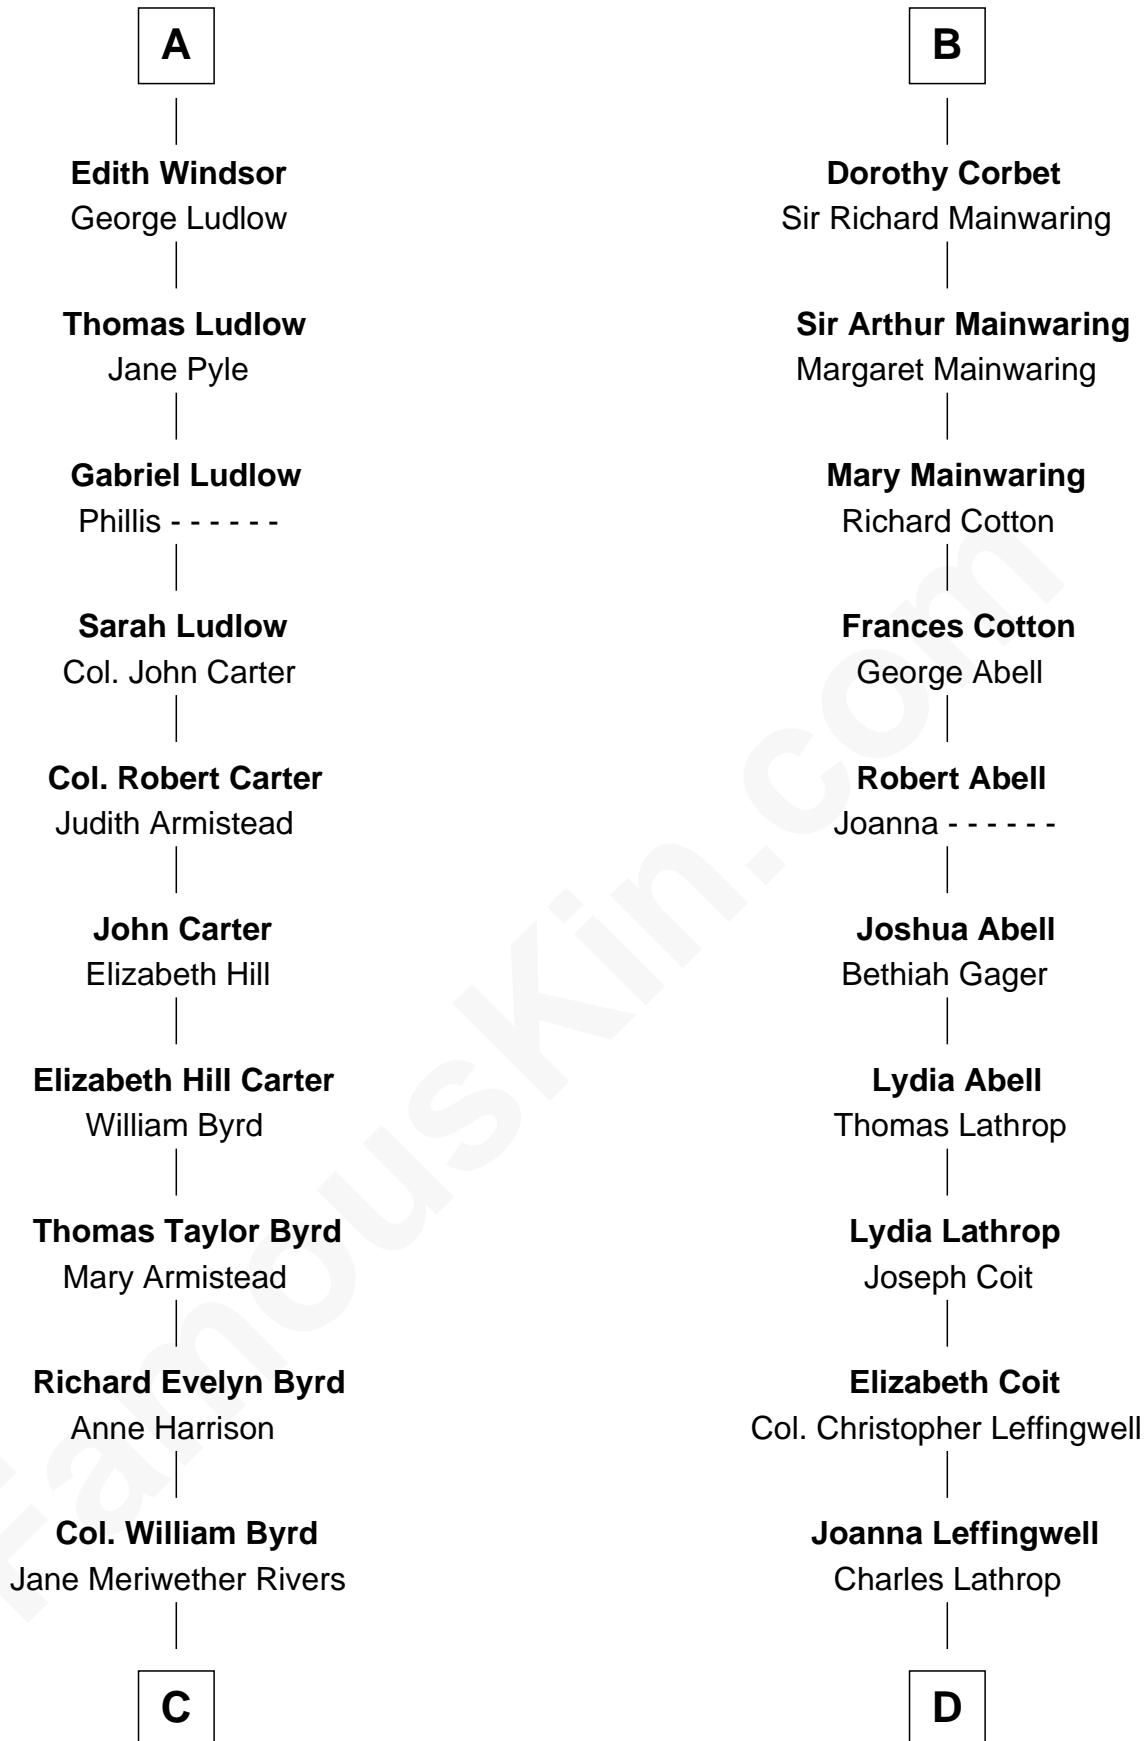 A
Edith Windsor
George Ludlow
Thomas Ludlow
Jane Pyle
Gabriel Ludlow
Phillis - - - - - -
Sarah Ludlow
Col. John Carter
Col. Robert Carter
Judith Armistead
John Carter
Elizabeth Hill
Elizabeth Hill Carter
William Byrd
Thomas Taylor Byrd
Mary Armistead
Richard Evelyn Byrd
Anne Harrison
Col. William Byrd
Jane Meriwether Rivers
C
B
Dorothy Corbet
Sir Richard Mainwaring
Sir Arthur Mainwaring
Margaret Mainwaring
Mary Mainwaring
Richard Cotton
Frances Cotton
George Abell
Robert Abell
Joanna - - - - - -
Joshua Abell
Bethiah Gager
Lydia Abell
Thomas Lathrop
Lydia Lathrop
Joseph Coit
Elizabeth Coit
Col. Christopher Leffingwell
Joanna Leffingwell
Charles Lathrop
D
FamousKin.com